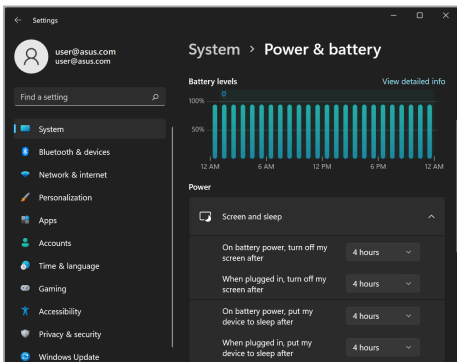 Settings
user@asus.com
user@asus.com
Find a setting
System
Bluetooth & devices
Network & internet
Personalization
Apps
Accounts
Time & language
Gaming
Accessibility
Privacy & security
Windows Update
System > Power & battery
Battery levels
View detailed info
100%
50%
12 AM 6 AM 12 PM 6 PM 12 AM
Power
Screen and sleep
On battery power, turn off my
screen after
4 hours
When plugged in, turn off my
screen after
4 hours
On battery power, put my
device to sleep after
4 hours
When plugged in, put my
device to sleep after
4 hours